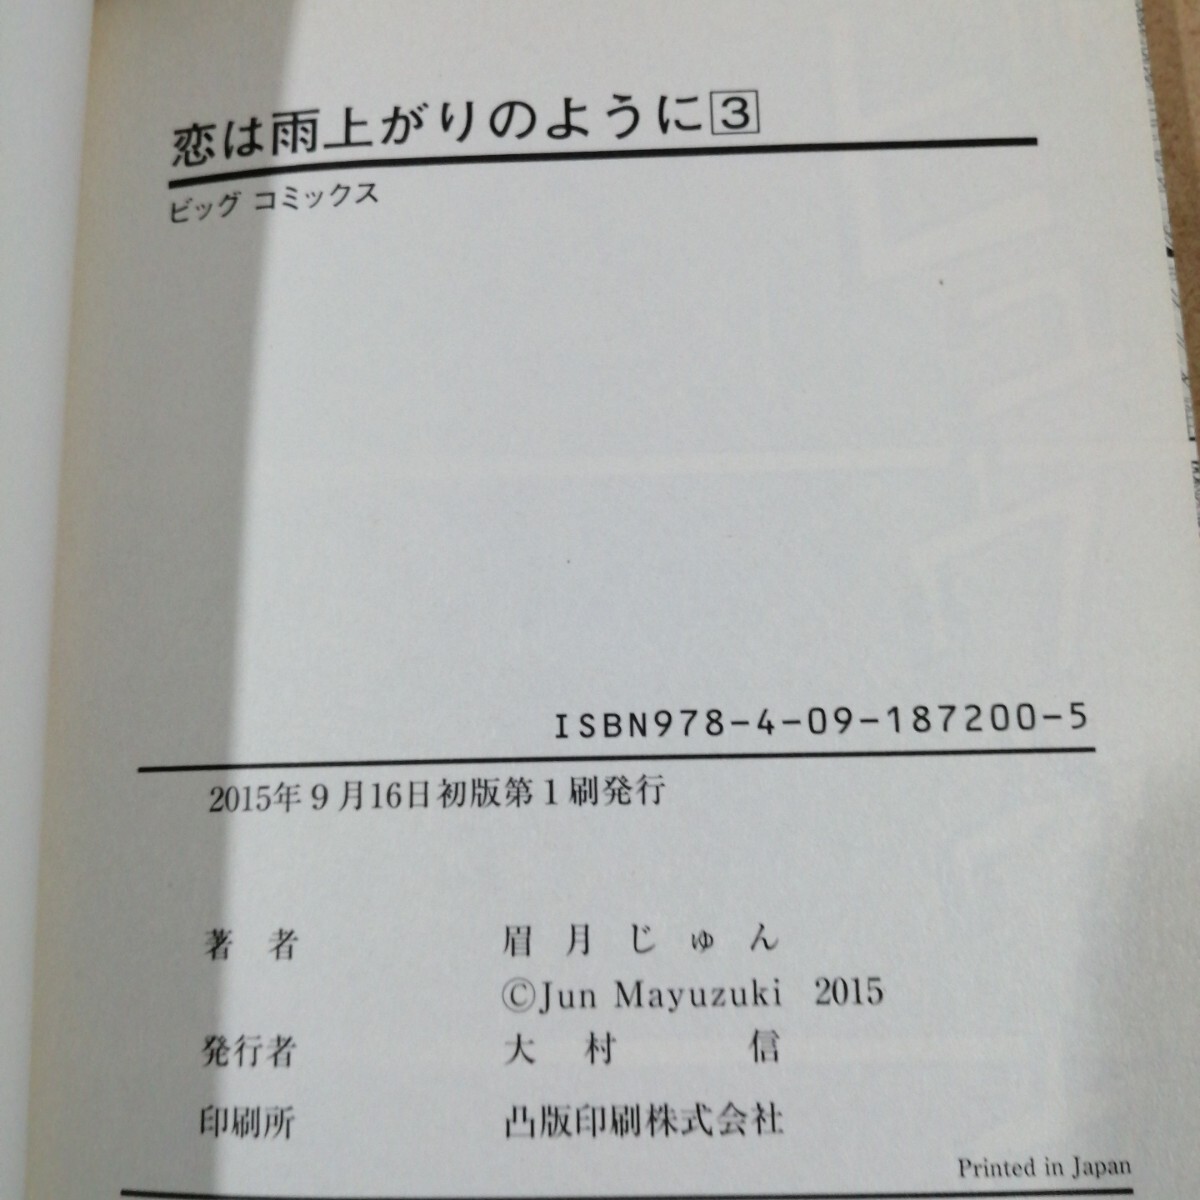 恋は雨上がりのように3
ビッグ コミックス
ISBN978-4-09-187200-5
2015年9月16日初版第1刷発行
著者 眉月じゅん
©Jun Mayuzuki 2015
発行者 大村 信
印刷所 凸版印刷株式会社
Printed in Japan